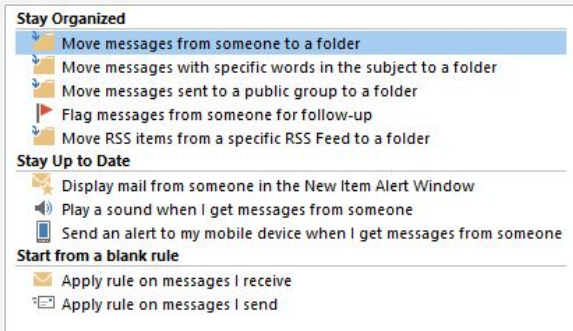 Stay Organized
Move messages from someone to a folder
Move messages with specific words in the subject to a folder
Move messages sent to a public group to a folder
Flag messages from someone for follow-up
Move RSS items from a specific RSS Feed to a folder
Stay Up to Date
Display mail from someone in the New Item Alert Window
Play a sound when I get messages from someone
Send an alert to my mobile device when I get messages from someone
Start from a blank rule
Apply rule on messages I receive
Apply rule on messages I send